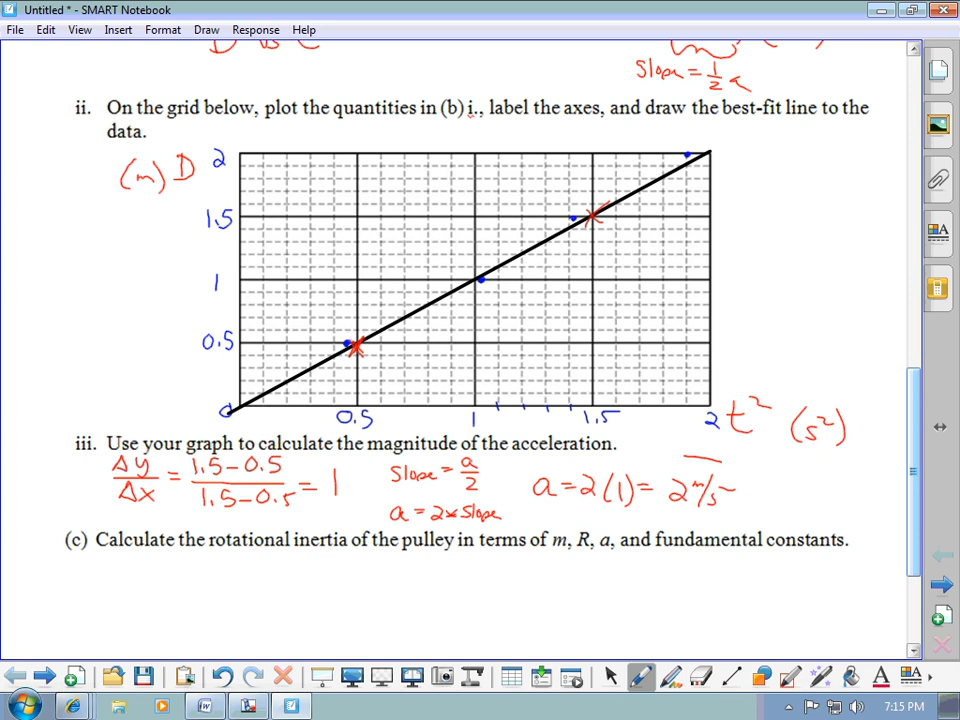 Untitled * - SMART Notebook
File Edit View Insert Format Draw Response Help
Slope = 1/2 a
ii. On the grid below, plot the quantities in (b) i., label the axes, and draw the best-fit line to the
data.
(m) D
2
1.5
1
0.5
0
0.5 1 1.5 2 t² (s²)
iii. Use your graph to calculate the magnitude of the acceleration.
Δy/Δx = (1.5-0.5)/(1.5-0.5) = 1
Slope = a/2
a = 2 × Slope
a = 2(1) = 2 m/s
(c) Calculate the rotational inertia of the pulley in terms of m, R, a, and fundamental constants.
7:15 PM